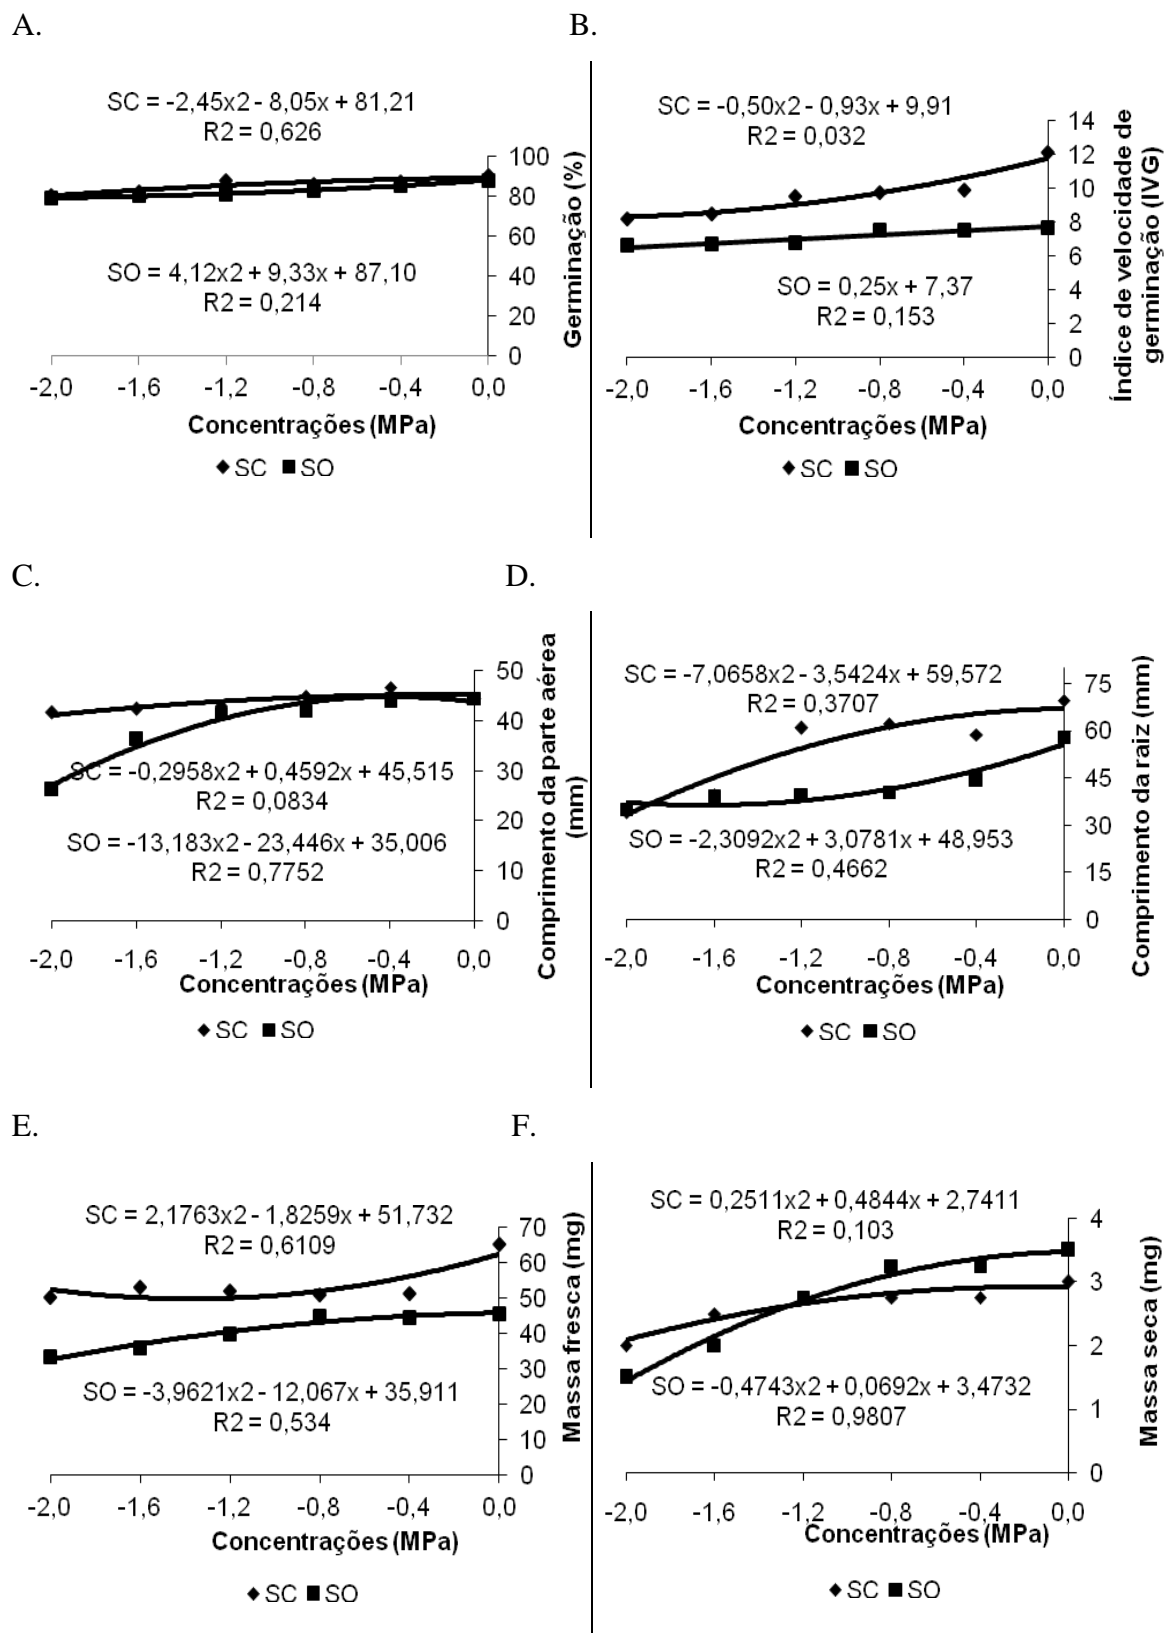 A.
SC = -2,45x2 - 8,05x + 81,21
R2 = 0,626
SO = 4,12x2 + 9,33x + 87,10
R2 = 0,214
100
80
60
40
20
0
Germinação (%)
-2,0 -1,6 -1,2 -0,8 -0,4 0,0
Concentrações (MPa)
SC SO
B.
SC = -0,50x2 - 0,93x + 9,91
R2 = 0,032
SO = 0,25x + 7,37
R2 = 0,153
14
12
10
8
6
4
2
0
Índice de velocidade de
germinação (IVG)
-2,0 -1,6 -1,2 -0,8 -0,4 0,0
Concentrações (MPa)
SC SO
C.
SC = -0,2958x2 + 0,4592x + 45,515
R2 = 0,0834
SO = -13,183x2 - 23,446x + 35,006
R2 = 0,7752
50
40
30
20
10
0
Comprimento da parte aérea
(mm)
-2,0 -1,6 -1,2 -0,8 -0,4 0,0
Concentrações (MPa)
SC SO
D.
SC = -7,0658x2 - 3,5424x + 59,572
R2 = 0,3707
SO = -2,3092x2 + 3,0781x + 48,953
R2 = 0,4662
75
60
45
30
15
0
Comprimento da raiz (mm)
-2,0 -1,6 -1,2 -0,8 -0,4 0,0
Concentrações (MPa)
SC SO
E.
SC = 2,1763x2 - 1,8259x + 51,732
R2 = 0,6109
SO = -3,9621x2 - 12,067x + 35,911
R2 = 0,534
70
60
50
40
30
20
10
0
Massa fresca (mg)
-2,0 -1,6 -1,2 -0,8 -0,4 0,0
Concentrações (MPa)
SC SO
F.
SC = 0,2511x2 + 0,4844x + 2,7411
R2 = 0,103
SO = -0,4743x2 + 0,0692x + 3,4732
R2 = 0,9807
4
3
2
1
0
Massa seca (mg)
-2,0 -1,6 -1,2 -0,8 -0,4 0,0
Concentrações (MPa)
SC SO